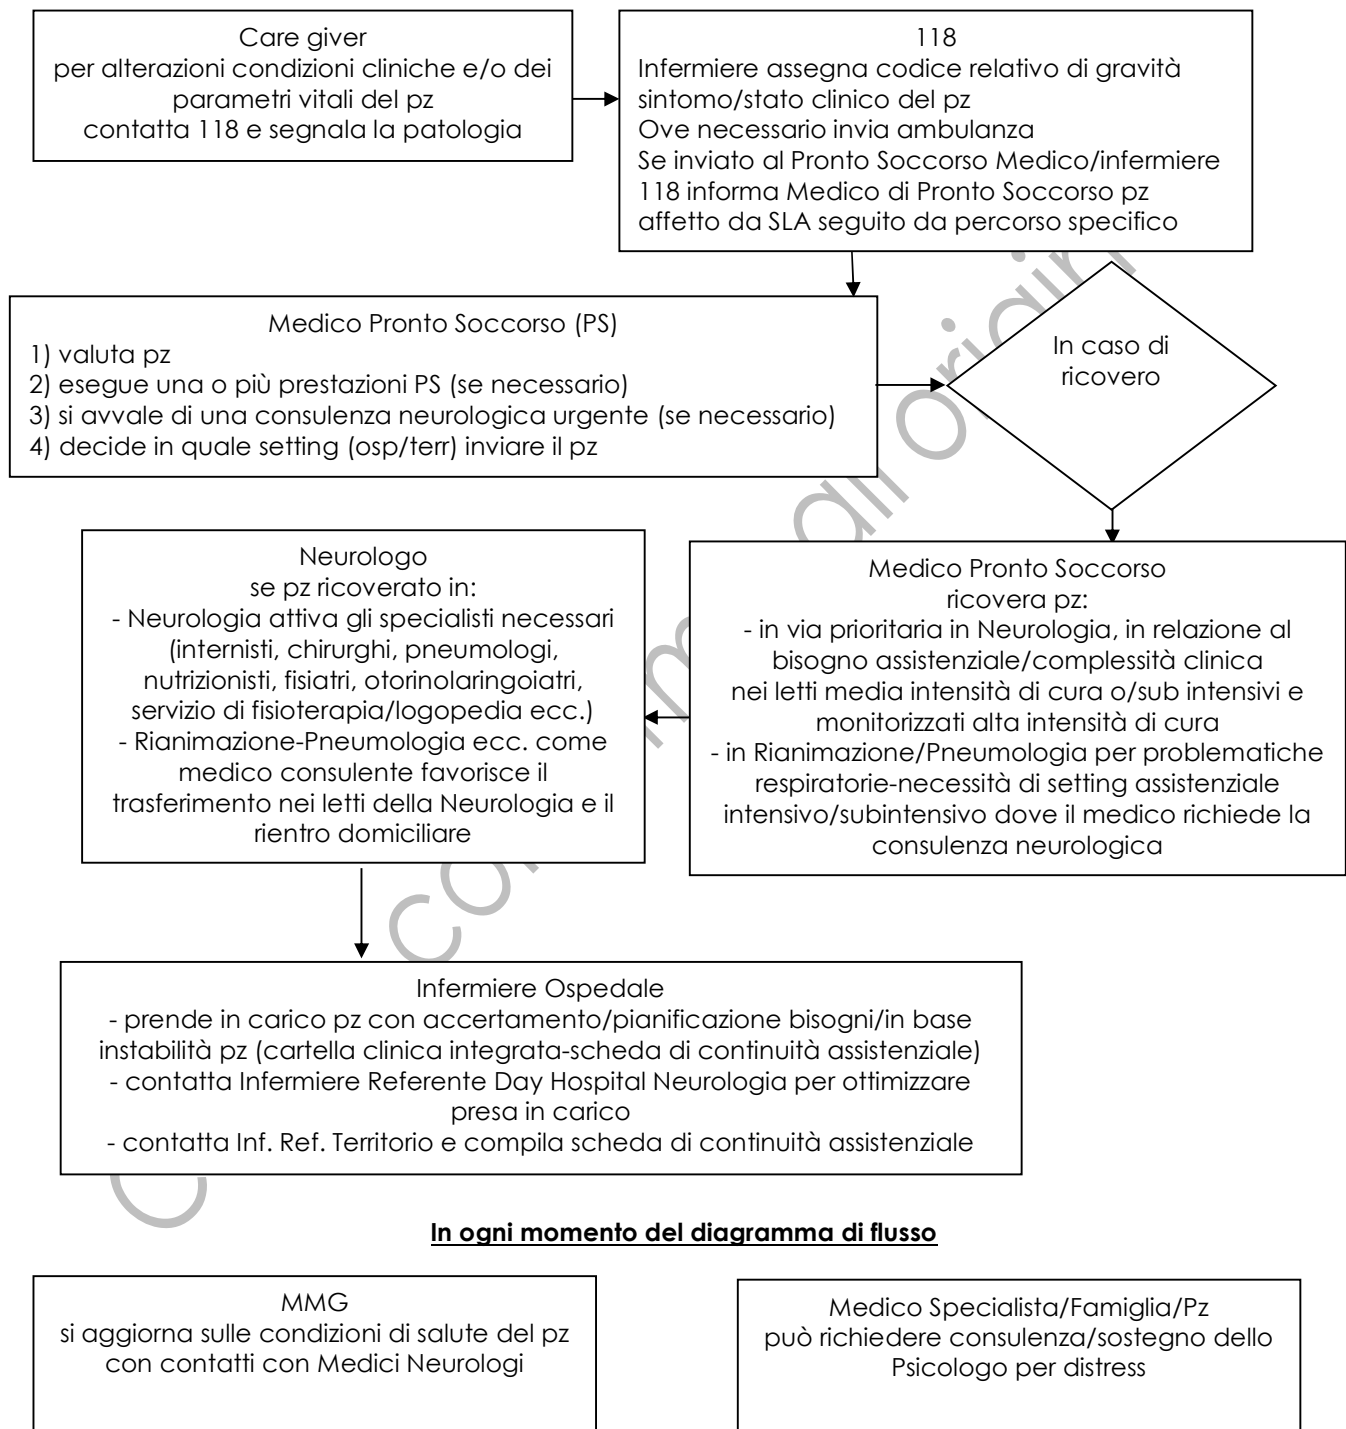 Care giver
per alterazioni condizioni cliniche e/o dei
parametri vitali del pz
contatta 118 e segnala la patologia
118
Infermiere assegna codice relativo di gravità
sintomo/stato clinico del pz
Ove necessario invia ambulanza
Se inviato al Pronto Soccorso Medico/infermiere
118 informa Medico di Pronto Soccorso pz
affetto da SLA seguito da percorso specifico
Medico Pronto Soccorso (PS)
1) valuta pz
2) esegue una o più prestazioni PS (se necessario)
3) si avvale di una consulenza neurologica urgente (se necessario)
4) decide in quale setting (osp/terr) inviare il pz
In caso di
ricovero
Neurologo
se pz ricoverato in:
- Neurologia attiva gli specialisti necessari
(internisti, chirurghi, pneumologi,
nutrizionisti, fisiatri, otorinolaringoiatri,
servizio di fisioterapia/logopedia ecc.)
- Rianimazione-Pneumologia ecc. come
medico consulente favorisce il
trasferimento nei letti della Neurologia e il
rientro domiciliare
Medico Pronto Soccorso
ricovera pz:
- in via prioritaria in Neurologia, in relazione al
bisogno assistenziale/complessità clinica
nei letti media intensità di cura o/sub intensivi e
monitorizzati alta intensità di cura
- in Rianimazione/Pneumologia per problematiche
respiratorie-necessità di setting assistenziale
intensivo/subintensivo dove il medico richiede la
consulenza neurologica
Infermiere Ospedale
- prende in carico pz con accertamento/pianificazione bisogni/in base
instabilità pz (cartella clinica integrata-scheda di continuità assistenziale)
- contatta Infermiere Referente Day Hospital Neurologia per ottimizzare
presa in carico
- contatta Inf. Ref. Territorio e compila scheda di continuità assistenziale
In ogni momento del diagramma di flusso
MMG
si aggiorna sulle condizioni di salute del pz
con contatti con Medici Neurologi
Medico Specialista/Famiglia/Pz
può richiedere consulenza/sostegno dello
Psicologo per distress